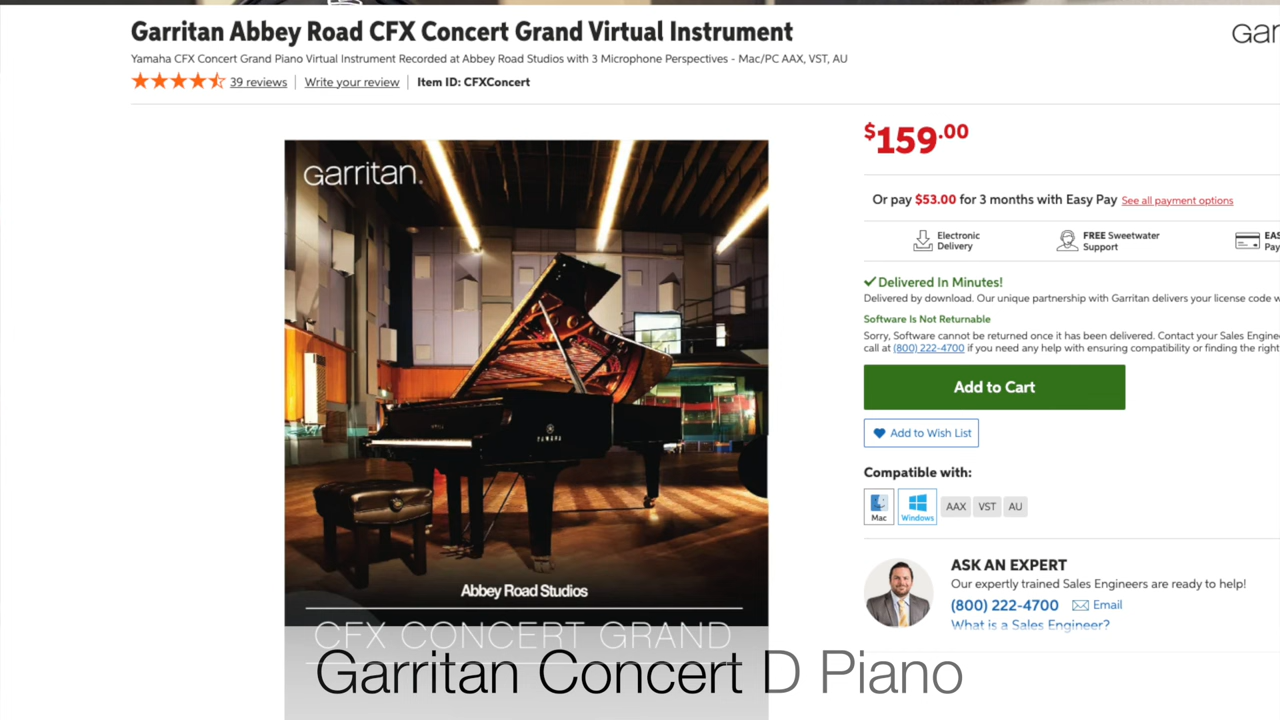 Garritan Abbey Road CFX Concert Grand Virtual Instrument
Yamaha CFX Concert Grand Piano Virtual Instrument Recorded at Abbey Road Studios with 3 Microphone Perspectives - Mac/PC AAX, VST, AU
39 reviews | Write your review | Item ID: CFXConcert
Gar
$159.00
Or pay $53.00 for 3 months with Easy Pay See all payment options
Electronic Delivery
FREE Sweetwater Support
EAS
Pay
Delivered In Minutes!
Delivered by download. Our unique partnership with Garritan delivers your license code w
Software Is Not Returnable
Sorry, Software cannot be returned once it has been delivered. Contact your Sales Engine
call at (800) 222-4700 if you need any help with ensuring compatibility or finding the right
Add to Cart
Add to Wish List
Compatible with:
Mac Windows AAX VST AU
ASK AN EXPERT
Our expertly trained Sales Engineers are ready to help!
(800) 222-4700 Email
What is a Sales Engineer?
Garritan.
YAMAHA
Abbey Road Studios
CFX CONCERT GRAND
Garritan Concert D Piano